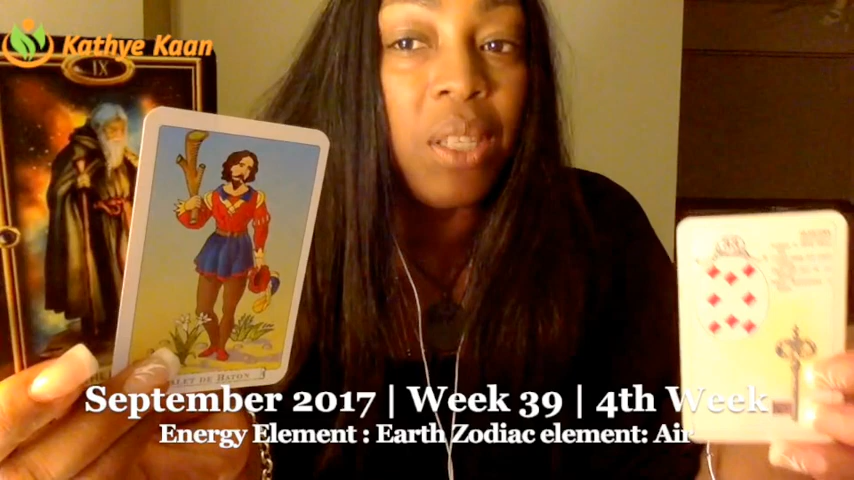 Kathye Kaan
IX
33
VALET DE BATON 3
September 2017 | Week 39 | 4th Week
Energy Element : Earth Zodiac element: Air